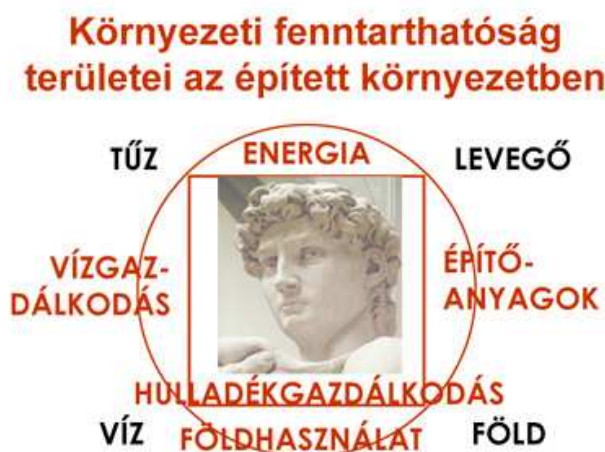 Környezeti fenntarthatóság
területei az épített környezetben
TŰZ
ENERGIA
LEVEGŐ
VÍZGAZ-
DÁLKODÁS
ÉPÍTŐ-
ANYAGOK
HULLADÉKGAZDÁLKODÁS
VÍZ
FÖLDHASZNÁLAT
FÖLD